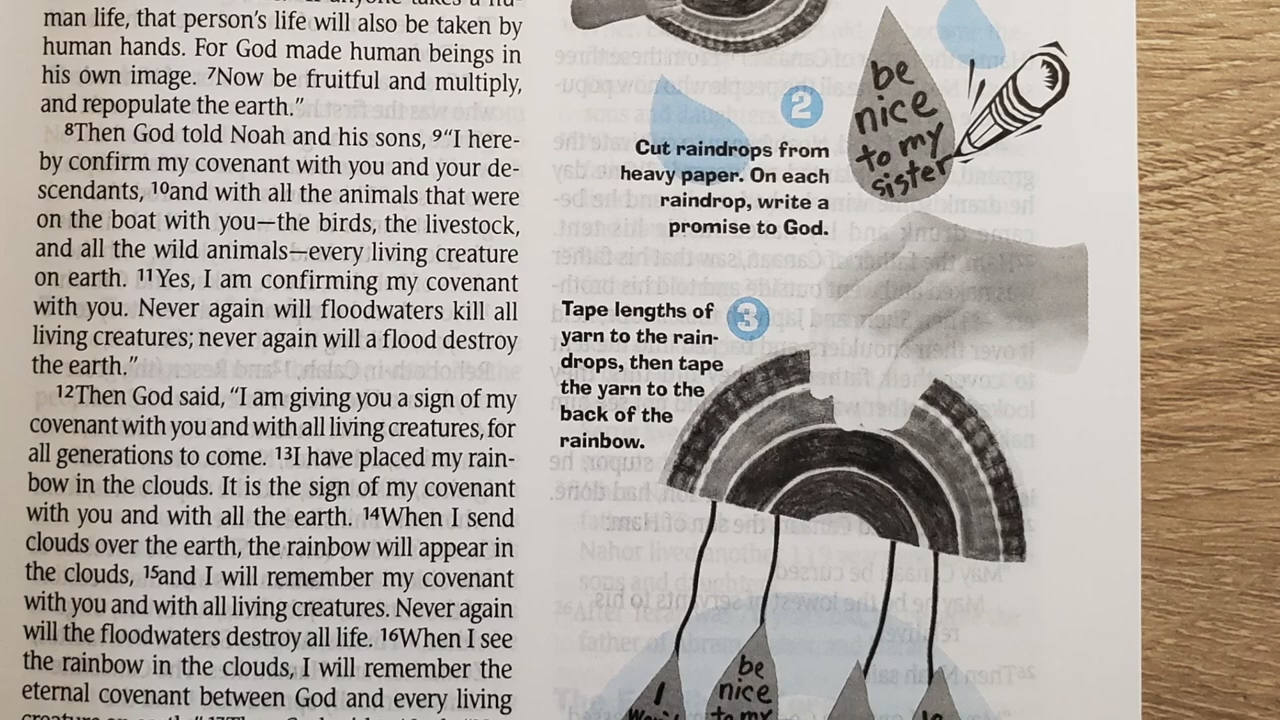 man life, that person's life will also be taken by
human hands. For God made human beings in
his own image. 7Now be fruitful and multiply,
and repopulate the earth."
8Then God told Noah and his sons, 9"I here-
by confirm my covenant with you and your de-
scendants, 10and with all the animals that were
on the boat with you—the birds, the livestock,
and all the wild animals—every living creature
on earth. 11Yes, I am confirming my covenant
with you. Never again will floodwaters kill all
living creatures; never again will a flood destroy
the earth."
12Then God said, "I am giving you a sign of my
covenant with you and with all living creatures, for
all generations to come. 13I have placed my rain-
bow in the clouds. It is the sign of my covenant
with you and with all the earth. 14When I send
clouds over the earth, the rainbow will appear in
the clouds, 15and I will remember my covenant
with you and with all living creatures. Never again
will the floodwaters destroy all life. 16When I see
the rainbow in the clouds, I will remember the
eternal covenant between God and every living
2
Cut raindrops from
heavy paper. On each
raindrop, write a
promise to God.
be
nice
to my
sister
3
Tape lengths of
yarn to the rain-
drops, then tape
the yarn to the
back of the
rainbow.
I
be
nice
to my